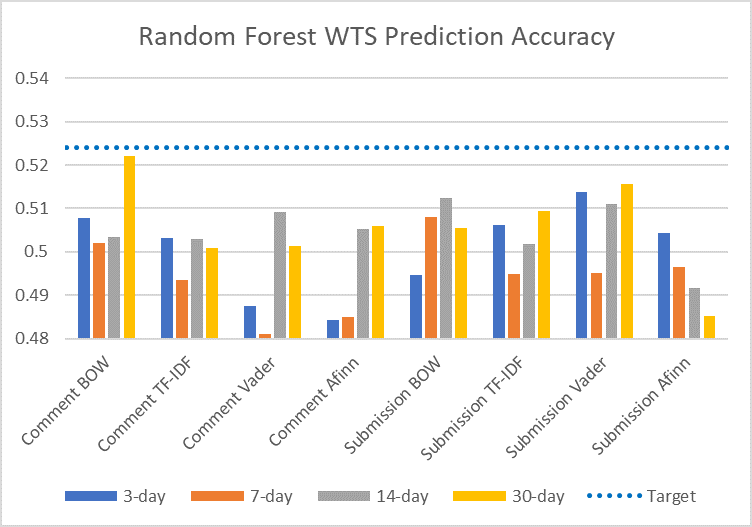 Random Forest WTS Prediction Accuracy
0.54
0.53
0.52
0.51
0.5
0.49
0.48
Comment BOW
Comment TF-IDF
Comment Vader
Comment Afinn
Submission BOW
Submission TF-IDF
Submission Vader
Submission Afinn
3-day 7-day 14-day 30-day Target